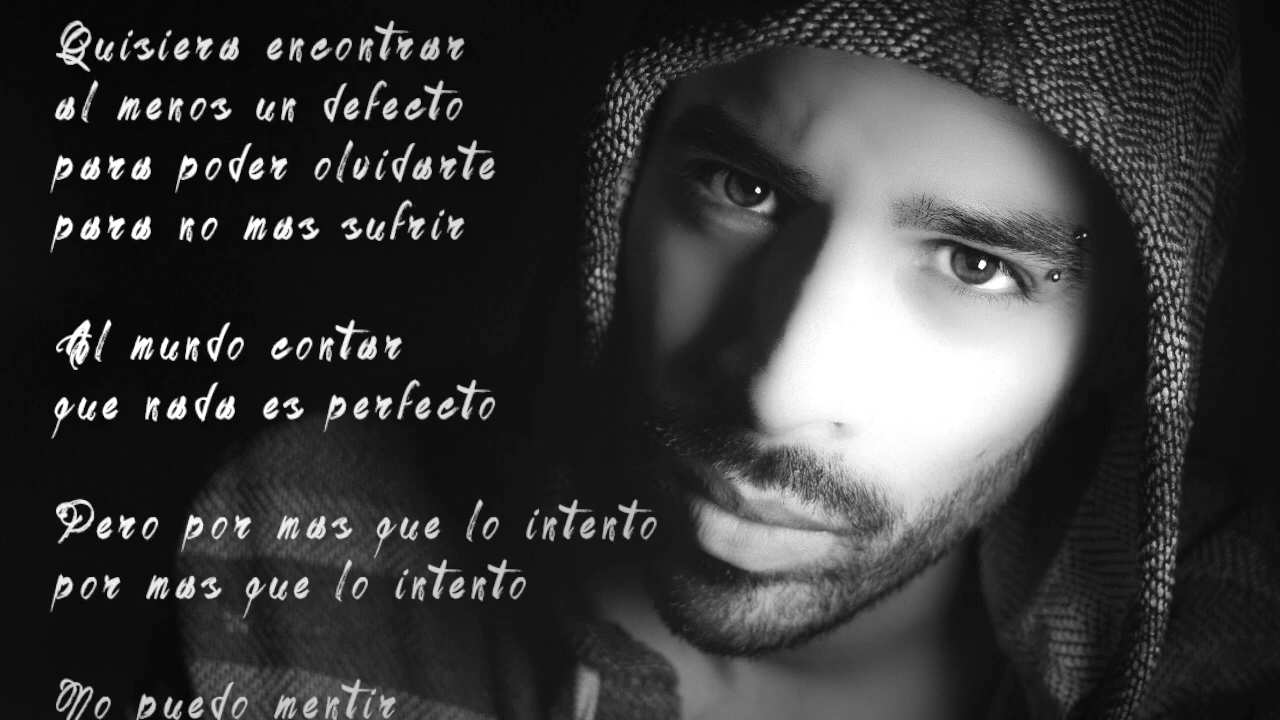 Quisiera encontrar
al menos un defecto
para poder olvidarte
para no mas sufrir
Al mundo contar
que nada es perfecto
Pero por mas que lo intento
por mas que lo intento
No puedo mentir